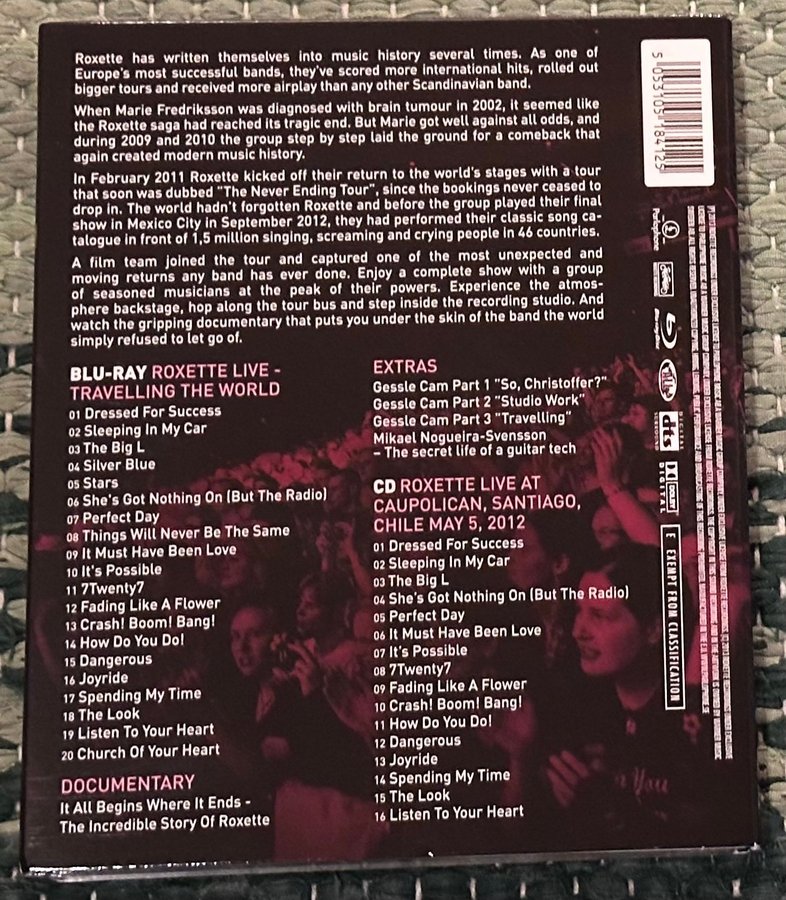 Roxette has written themselves into music history several times. As one of
Europe's most successful bands, they've scored more international hits, rolled out
bigger tours and received more airplay than any other Scandinavian band.
When Marie Fredriksson was diagnosed with brain tumour in 2002, it seemed like
the Roxette saga had reached its tragic end. But Marie got well against all odds, and
during 2009 and 2010 the group step by step laid the ground for a comeback that
again created modern music history.
In February 2011 Roxette kicked off their return to the world's stages with a tour
that soon was dubbed "The Never Ending Tour", since the bookings never ceased to
drop in. The world hadn't forgotten Roxette and before the group played their final
show in Mexico City in September 2012, they had performed their classic song ca-
talogue in front of 1,5 million singing, screaming and crying people in 46 countries.
A film team joined the tour and captured one of the most unexpected and
moving returns any band has ever done. Enjoy a complete show with a group
of seasoned musicians at the peak of their powers. Experience the atmos-
phere backstage, hop along the tour bus and step inside the recording studio. And
watch the gripping documentary that puts you under the skin of the band the world
simply refused to let go of.
BLU-RAY ROXETTE LIVE -
TRAVELLING THE WORLD
01 Dressed For Success
02 Sleeping In My Car
03 The Big L
04 Silver Blue
05 Stars
06 She's Got Nothing On (But The Radio)
07 Perfect Day
08 Things Will Never Be The Same
09 It Must Have Been Love
10 It's Possible
11 7Twenty7
12 Fading Like A Flower
13 Crash! Boom! Bang!
14 How Do You Do!
15 Dangerous
16 Joyride
17 Spending My Time
18 The Look
19 Listen To Your Heart
20 Church Of Your Heart
DOCUMENTARY
It All Begins Where It Ends -
The Incredible Story Of Roxette
EXTRAS
Gessle Cam Part 1 "So, Christoffer?"
Gessle Cam Part 2 "Studio Work"
Gessle Cam Part 3 "Travelling"
Mikael Nogueira-Svensson
– The secret life of a guitar tech
CD ROXETTE LIVE AT
CAUPOLICAN, SANTIAGO,
CHILE MAY 5, 2012
01 Dressed For Success
02 Sleeping In My Car
03 The Big L
04 She's Got Nothing On (But The Radio)
05 Perfect Day
06 It Must Have Been Love
07 It's Possible
08 7Twenty7
09 Fading Like A Flower
10 Crash! Boom! Bang!
11 How Do You Do!
12 Dangerous
13 Joyride
14 Spending My Time
15 The Look
16 Listen To Your Heart
5 033105 184125
Parlophone
dts
DIGITAL
SURROUND
DOLBY
DIGITAL
E EXEMPT FROM CLASSIFICATION
You